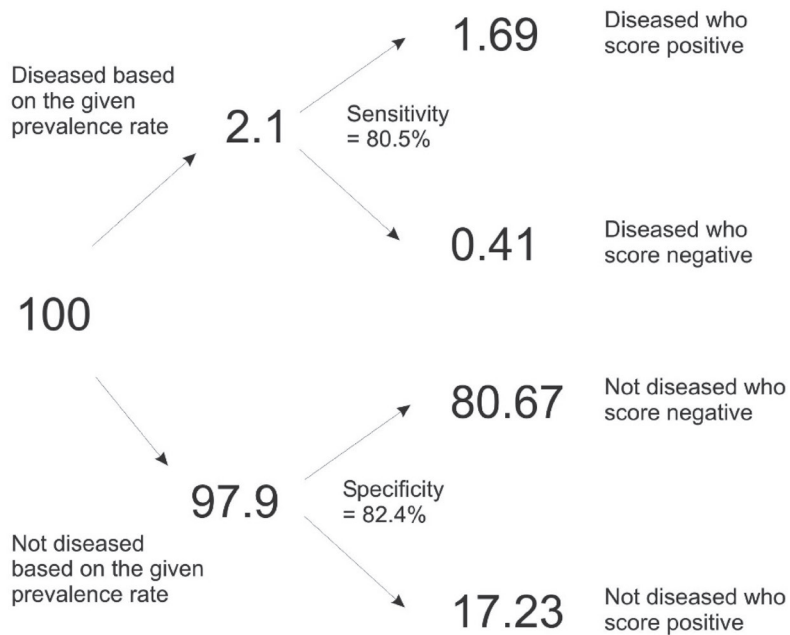 Diseased based
on the given
prevalence rate
2.1
Sensitivity
= 80.5%
1.69
Diseased who
score positive
0.41
Diseased who
score negative
100
97.9
Not diseased
based on the given
prevalence rate
Specificity
= 82.4%
80.67
Not diseased who
score negative
17.23
Not diseased who
score positive